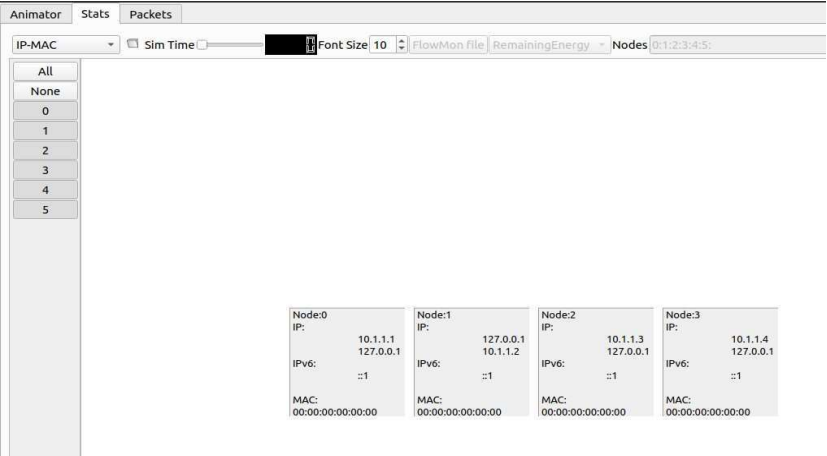 Animator Stats Packets
IP-MAC Sim Time Font Size 10 FlowMon file RemainingEnergy Nodes 0:1:2:3:4:5:
All
None
0
1
2
3
4
5
Node:0
IP:
10.1.1.1
127.0.0.1
IPv6:
::1
MAC:
00:00:00:00:00:00
Node:1
IP:
127.0.0.1
10.1.1.2
IPv6:
::1
MAC:
00:00:00:00:00:00
Node:2
IP:
10.1.1.3
127.0.0.1
IPv6:
::1
MAC:
00:00:00:00:00:00
Node:3
IP:
10.1.1.4
127.0.0.1
IPv6:
::1
MAC:
00:00:00:00:00:00